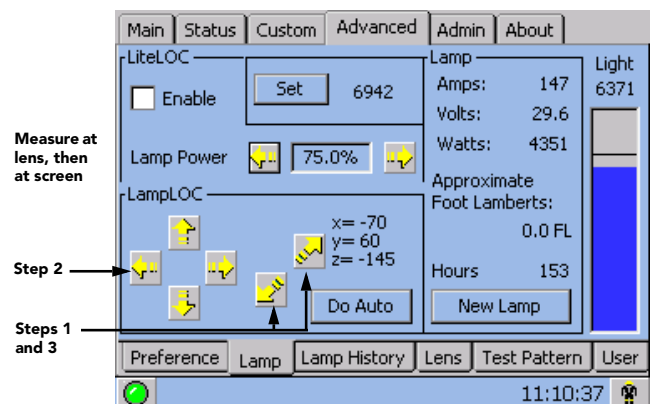 Main Status Custom Advanced Admin About
LiteLOC
Enable
Set 6942
Lamp Power 75.0%
Measure at
lens, then
at screen
LampLOC
x= -70
y= 60
z= -145
Do Auto
Step 2
Steps 1
and 3
Lamp
Amps: 147
Volts: 29.6
Watts: 4351
Approximate
Foot Lamberts:
0.0 FL
Hours 153
New Lamp
Light
6371
Preference Lamp Lamp History Lens Test Pattern User
11:10:37